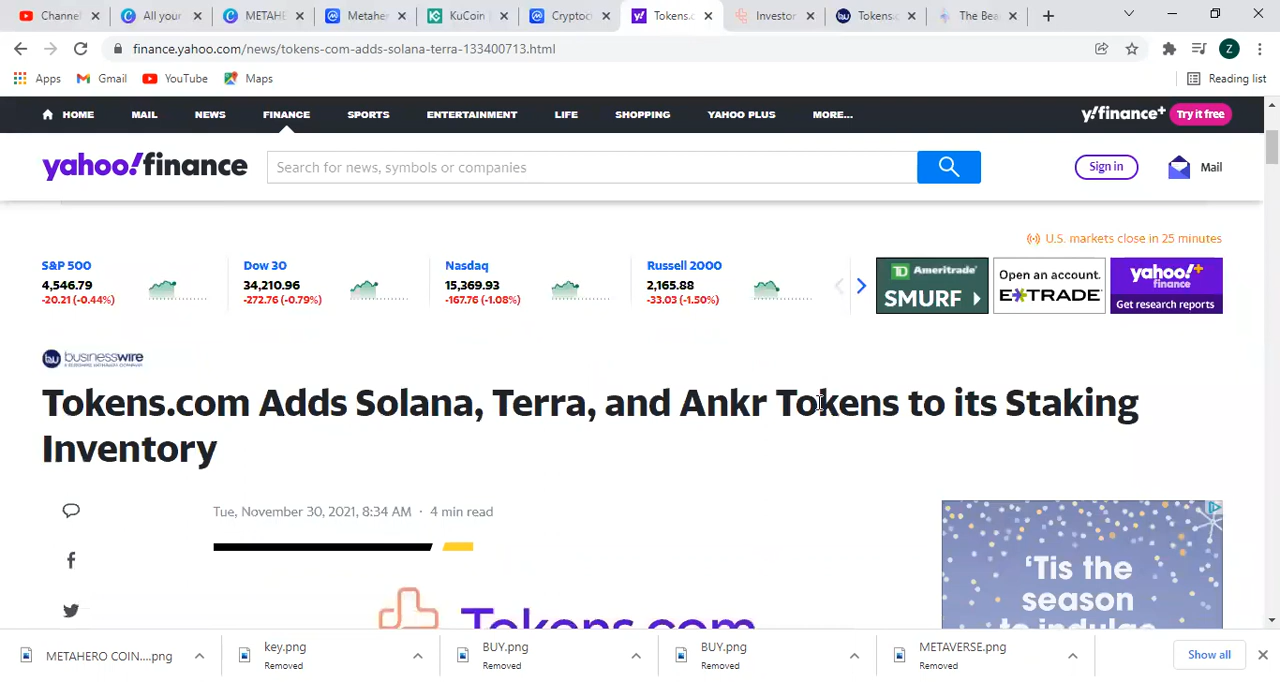 Channel
All your
METAHE
Metahe
KuCoin
Cryptoc
Tokens.c
Investor
Tokens.
The Bea
finance.yahoo.com/news/tokens-com-adds-solana-terra-133400713.html
Z
Apps Gmail YouTube Maps Reading list
HOME MAIL NEWS FINANCE SPORTS ENTERTAINMENT LIFE SHOPPING YAHOO PLUS MORE... y!finance+ Try it free
yahoo!finance Search for news, symbols or companies Sign in Mail
U.S. markets close in 25 minutes
S&P 500
4,546.79
-20.21 (-0.44%)
Dow 30
34,210.96
-272.76 (-0.79%)
Nasdaq
15,369.93
-167.76 (-1.08%)
Russell 2000
2,165.88
-33.03 (-1.50%)
TD Ameritrade
SMURF
Open an account.
E*TRADE
yahoo!+
finance
Get research reports
bw businesswire
Tokens.com Adds Solana, Terra, and Ankr Tokens to its Staking
Inventory
Tue, November 30, 2021, 8:34 AM · 4 min read
Tokens.com
'Tis the
season
to indulge
METAHERO COIN....png
key.png
Removed
BUY.png
Removed
BUY.png
Removed
METAVERSE.png
Removed
Show all